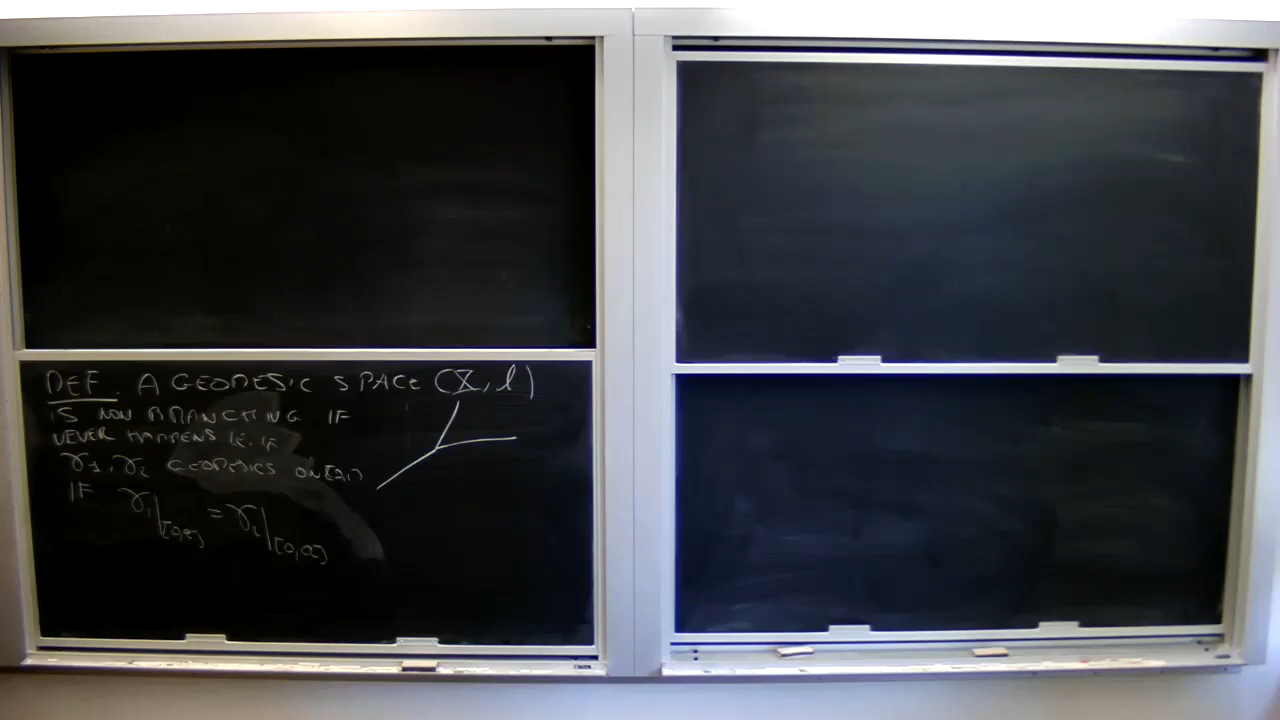 DEF. A GEODESIC SPACE (X, l)
IS NON BRANCHING IF
NEVER HAPPENS I.E. IF
γ1, γ2 GEODESICS ON [0,1]
IF γ1|[0,a] = γ2|[0,a]